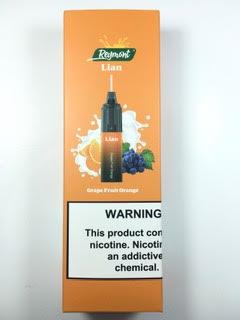 Reymont
Lian
Lian
Grape Fruit Orange
WARNING
This product con
nicotine. Nicotin
an addictive
chemical.